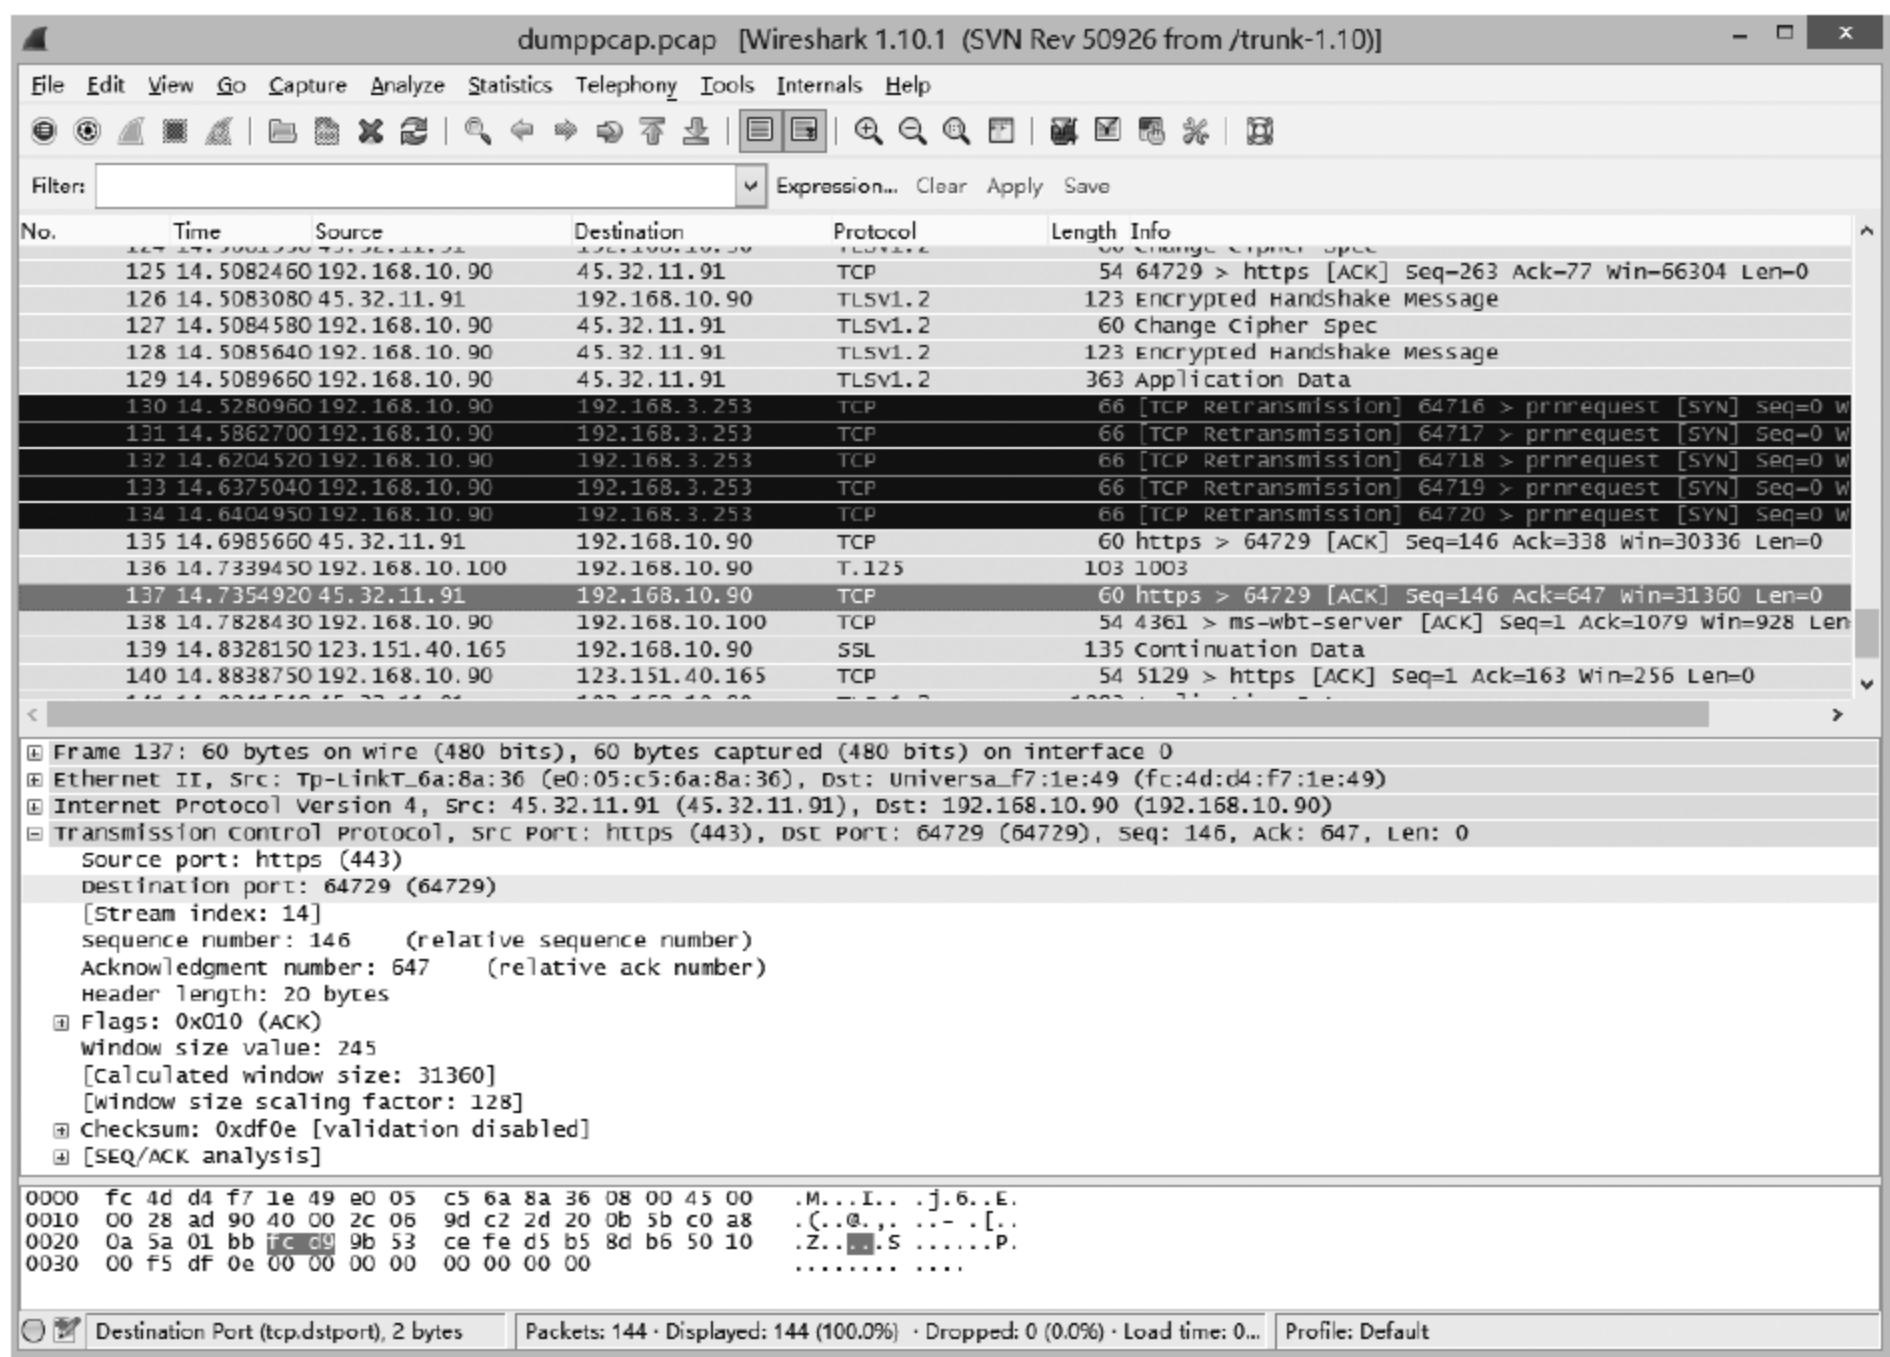 dumppcap.pcap [Wireshark 1.10.1 (SVN Rev 50926 from /trunk-1.10)]
File Edit View Go Capture Analyze Statistics Telephony Tools Internals Help
Filter: Expression... Clear Apply Save
No. Time Source Destination Protocol Length Info
125 14.5082460 192.168.10.90 45.32.11.91 TCP 54 64729 > https [ACK] Seq=263 Ack=77 Win=66304 Len=0
126 14.5083080 45.32.11.91 192.168.10.90 TLSv1.2 123 Encrypted Handshake Message
127 14.5084580 192.168.10.90 45.32.11.91 TLSv1.2 60 Change Cipher Spec
128 14.5085640 192.168.10.90 45.32.11.91 TLSv1.2 123 Encrypted Handshake Message
129 14.5089660 192.168.10.90 45.32.11.91 TLSv1.2 363 Application Data
130 14.5280960 192.168.10.90 192.168.3.253 TCP 66 [TCP Retransmission] 64716 > prnrequest [SYN] Seq=0 W
131 14.5862700 192.168.10.90 192.168.3.253 TCP 66 [TCP Retransmission] 64717 > prnrequest [SYN] Seq=0 W
132 14.6204520 192.168.10.90 192.168.3.253 TCP 66 [TCP Retransmission] 64718 > prnrequest [SYN] Seq=0 W
133 14.6375040 192.168.10.90 192.168.3.253 TCP 66 [TCP Retransmission] 64719 > prnrequest [SYN] Seq=0 W
134 14.6404950 192.168.10.90 192.168.3.253 TCP 66 [TCP Retransmission] 64720 > prnrequest [SYN] Seq=0 W
135 14.6985660 45.32.11.91 192.168.10.90 TCP 60 https > 64729 [ACK] Seq=146 Ack=338 Win=30336 Len=0
136 14.7339450 192.168.10.100 192.168.10.90 T.125 103 1003
137 14.7354920 45.32.11.91 192.168.10.90 TCP 60 https > 64729 [ACK] Seq=146 Ack=647 Win=31360 Len=0
138 14.7828430 192.168.10.90 192.168.10.100 TCP 54 4361 > ms-wbt-server [ACK] Seq=1 Ack=1079 Win=928 Len
139 14.8328150 123.151.40.165 192.168.10.90 SSL 135 Continuation Data
140 14.8838750 192.168.10.90 123.151.40.165 TCP 54 5129 > https [ACK] Seq=1 Ack=163 Win=256 Len=0
Frame 137: 60 bytes on wire (480 bits), 60 bytes captured (480 bits) on interface 0
Ethernet II, Src: Tp-LinkT_6a:8a:36 (e0:05:c5:6a:8a:36), Dst: Universa_f7:1e:49 (fc:4d:d4:f7:1e:49)
Internet Protocol Version 4, Src: 45.32.11.91 (45.32.11.91), Dst: 192.168.10.90 (192.168.10.90)
Transmission Control Protocol, Src Port: https (443), Dst Port: 64729 (64729), Seq: 146, Ack: 647, Len: 0
Source port: https (443)
Destination port: 64729 (64729)
[Stream index: 14]
Sequence number: 146 (relative sequence number)
Acknowledgment number: 647 (relative ack number)
Header length: 20 bytes
Flags: 0x010 (ACK)
Window size value: 245
[Calculated window size: 31360]
[Window size scaling factor: 128]
Checksum: 0xdf0e [validation disabled]
[SEQ/ACK analysis]
0000 fc 4d d4 f7 1e 49 e0 05 c5 6a 8a 36 08 00 45 00 .M...I.. .j.6..E.
0010 00 28 ad 90 40 00 2c 06 9d c2 2d 20 0b 5b c0 a8 .(..@.,. ..- .[..
0020 0a 5a 01 bb fc d9 9b 53 ce fe d5 b5 8d b6 50 10 .Z.....S ......P.
0030 00 f5 df 0e 00 00 00 00 00 00 00 00 ........ ....
Destination Port (tcp.dstport), 2 bytes Packets: 144 · Displayed: 144 (100.0%) · Dropped: 0 (0.0%) · Load time: 0... Profile: Default